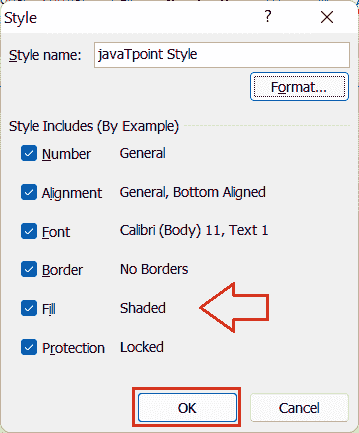 Style
?
Style name: javaTpoint Style
Format...
Style Includes (By Example)
Number General
Alignment General, Bottom Aligned
Font Calibri (Body) 11, Text 1
Border No Borders
Fill Shaded
Protection Locked
OK Cancel